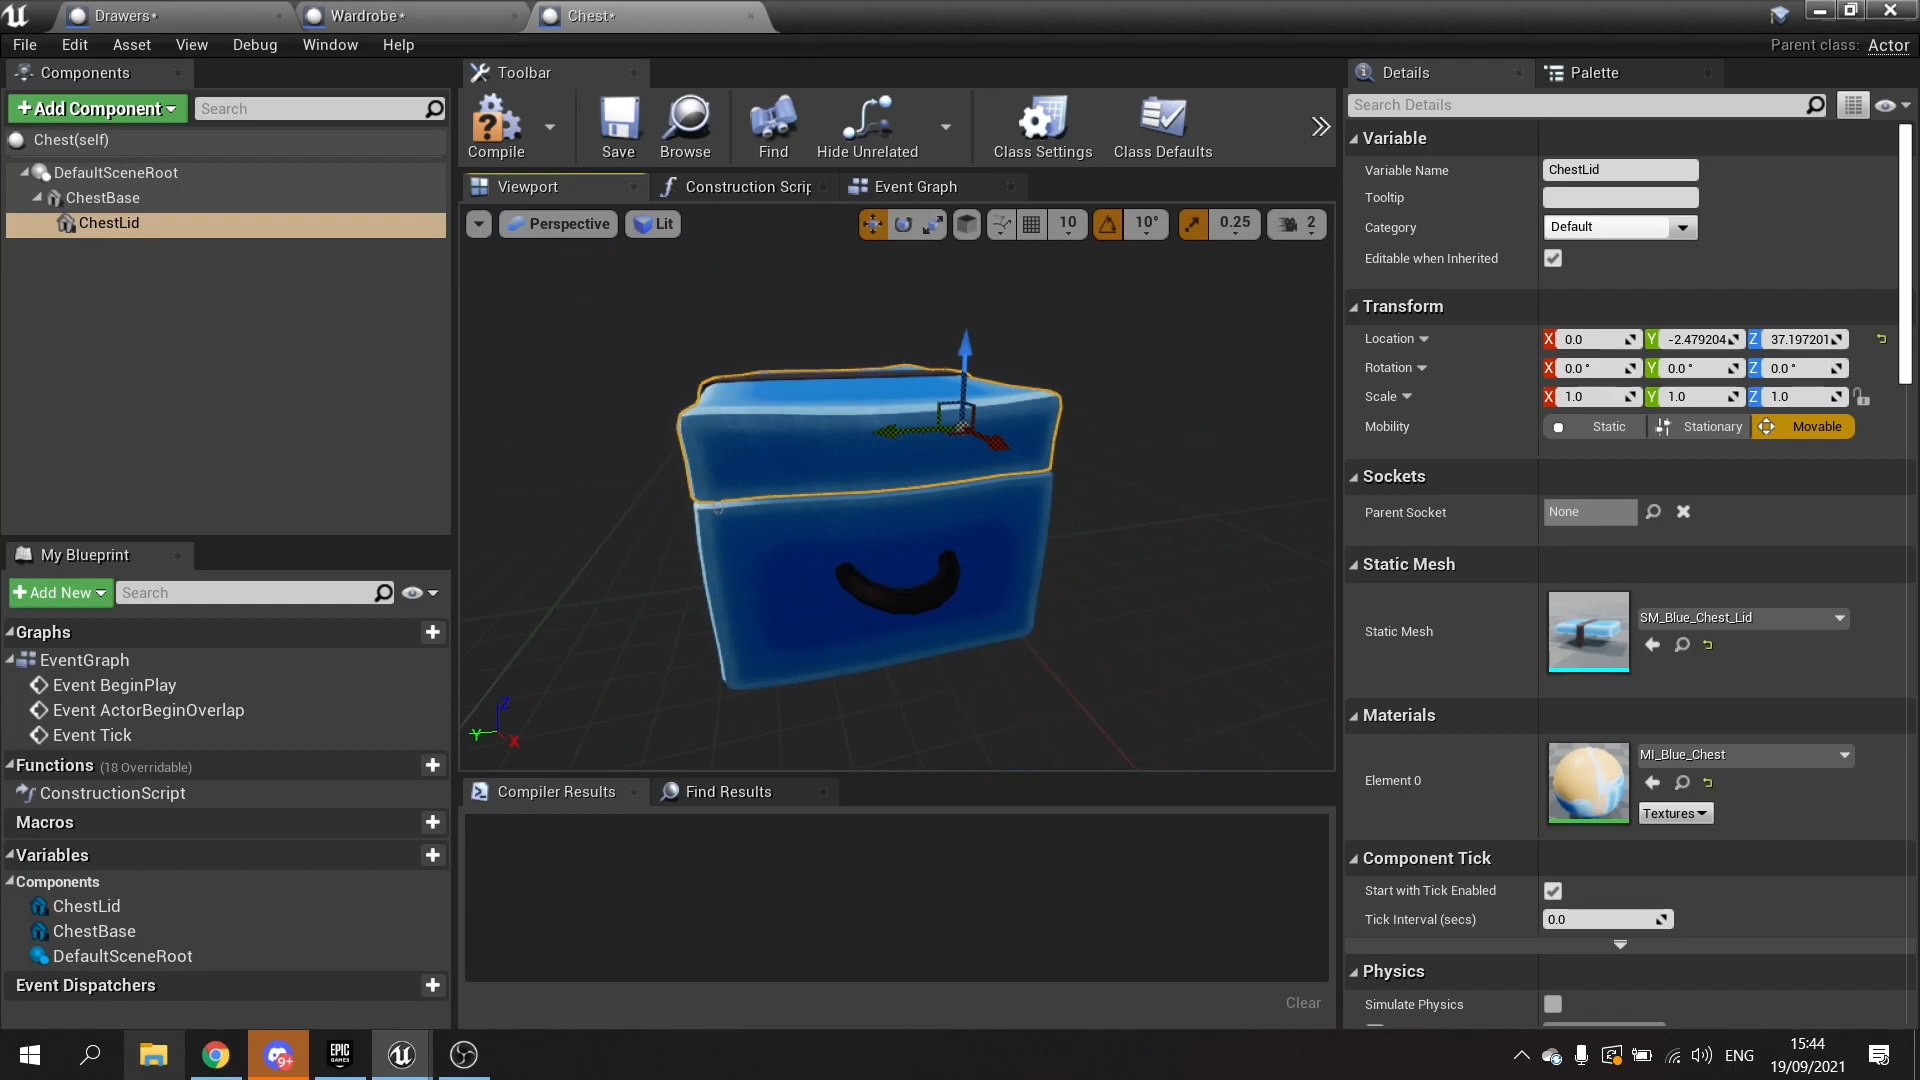 Drawers*
Wardrobe*
Chest*
File
Edit
Asset
View
Debug
Window
Help
Parent class: Actor
Components
Add Component
Search
Chest(self)
DefaultSceneRoot
ChestBase
ChestLid
My Blueprint
Add New
Search
Graphs
EventGraph
Event BeginPlay
Event ActorBeginOverlap
Event Tick
Functions (18 Overridable)
ConstructionScript
Macros
Variables
Components
ChestLid
ChestBase
DefaultSceneRoot
Event Dispatchers
Toolbar
Compile
?
Save
Browse
Find
Hide Unrelated
Class Settings
Class Defaults
Viewport
Construction Scrip
Event Graph
Perspective
Lit
10
10°
0.25
2
Z
Y
X
Compiler Results
Find Results
Clear
Details
Palette
Search Details
Variable
Variable Name
ChestLid
Tooltip
Category
Default
Editable when Inherited
Transform
Location
X 0.0 Y -2.479204 Z 37.197201
Rotation
X 0.0 ° Y 0.0 ° Z 0.0 °
Scale
X 1.0 Y 1.0 Z 1.0
Mobility
Static
Stationary
Movable
Sockets
Parent Socket
None
Static Mesh
Static Mesh
SM_Blue_Chest_Lid
Materials
Element 0
MI_Blue_Chest
Textures
Component Tick
Start with Tick Enabled
Tick Interval (secs)
0.0
Physics
Simulate Physics
9+
EPIC
GAMES
ENG
15:44
19/09/2021